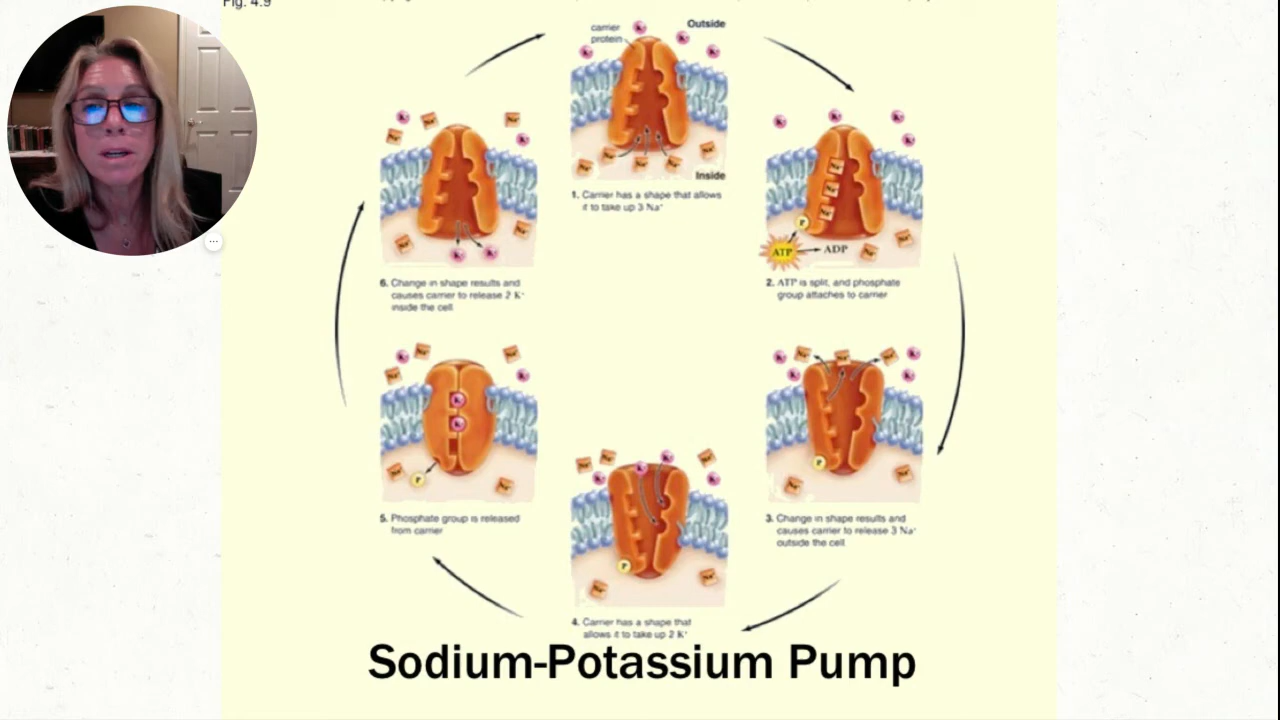 Fig. 4.9
carrier
protein
Outside
K+
Na+
Inside
1. Carrier has a shape that allows
it to take up 3 Na+
P
ATP
ADP
2. ATP is split, and phosphate
group attaches to carrier
3. Change in shape results and
causes carrier to release 3 Na+
outside the cell
4. Carrier has a shape that
allows it to take up 2 K+
5. Phosphate group is released
from carrier
6. Change in shape results and
causes carrier to release 2 K+
inside the cell
Sodium-Potassium Pump